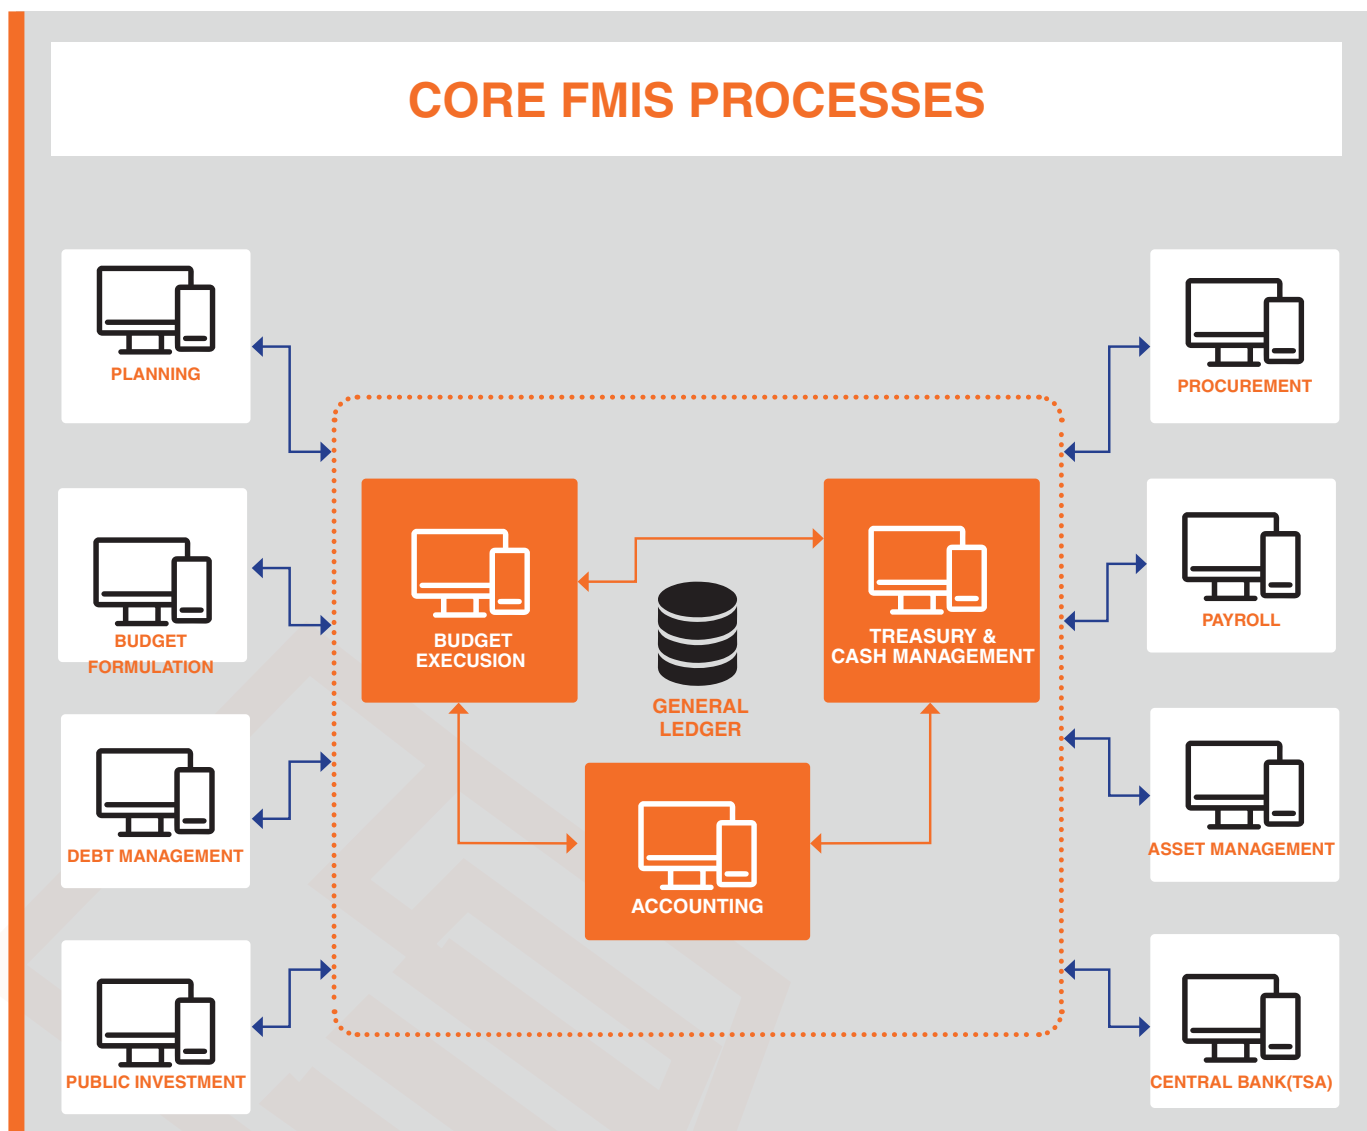 CORE FMIS PROCESSES
PLANNING
PROCUREMENT
BUDGET
FORMULATION
BUDGET
EXECUSION
GENERAL
LEDGER
TREASURY &
CASH MANAGEMENT
PAYROLL
DEBT MANAGEMENT
ACCOUNTING
ASSET MANAGEMENT
PUBLIC INVESTMENT
CENTRAL BANK(TSA)